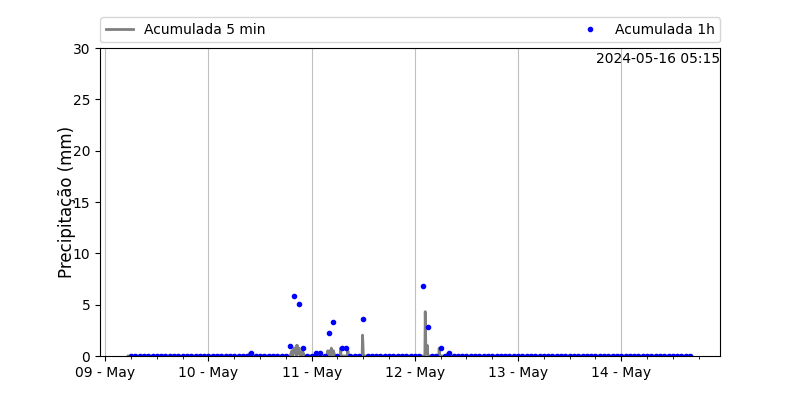 Acumulada 5 min
Acumulada 1h
2024-05-16 05:15
Precipitação (mm)
30
25
20
15
10
5
0
09 - May
10 - May
11 - May
12 - May
13 - May
14 - May